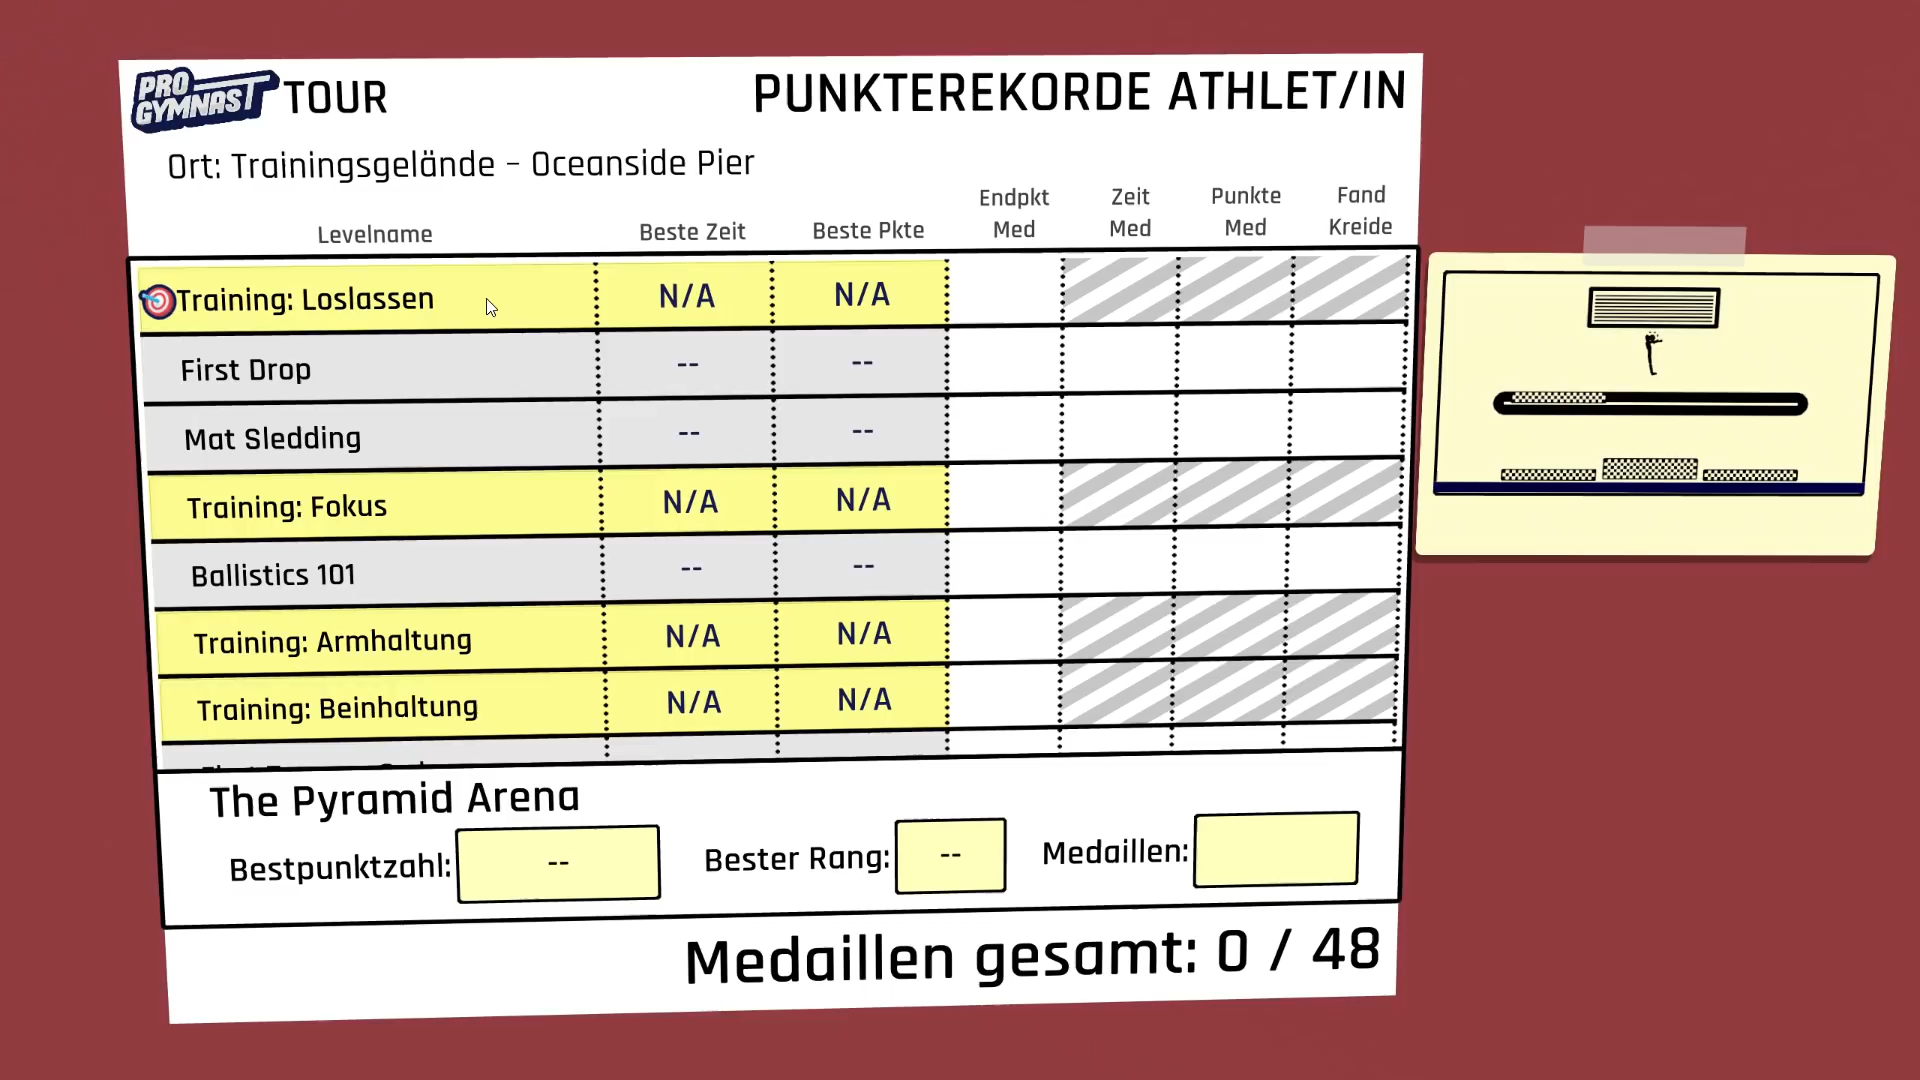 PRO GYMNAST TOUR
PUNKTEREKORDE ATHLET/IN
Ort: Trainingsgelände – Oceanside Pier
Levelname Beste Zeit Beste Pkte Endpkt Med Zeit Med Punkte Med Fand Kreide
Training: Loslassen N/A N/A
First Drop -- --
Mat Sledding -- --
Training: Fokus N/A N/A
Ballistics 101 -- --
Training: Armhaltung N/A N/A
Training: Beinhaltung N/A N/A
The Pyramid Arena
Bestpunktzahl: -- Bester Rang: -- Medaillen:
Medaillen gesamt: 0 / 48